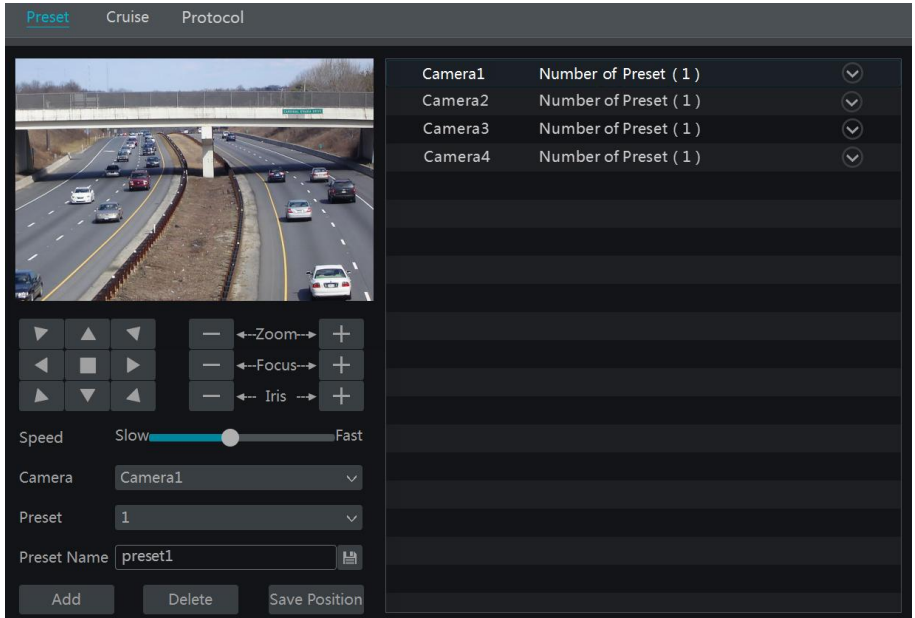 Preset Cruise Protocol
Camera1 Number of Preset ( 1 )
Camera2 Number of Preset ( 1 )
Camera3 Number of Preset ( 1 )
Camera4 Number of Preset ( 1 )
Zoom
Focus
Iris
Speed Slow Fast
Camera Camera1
Preset 1
Preset Name preset1
Add Delete Save Position